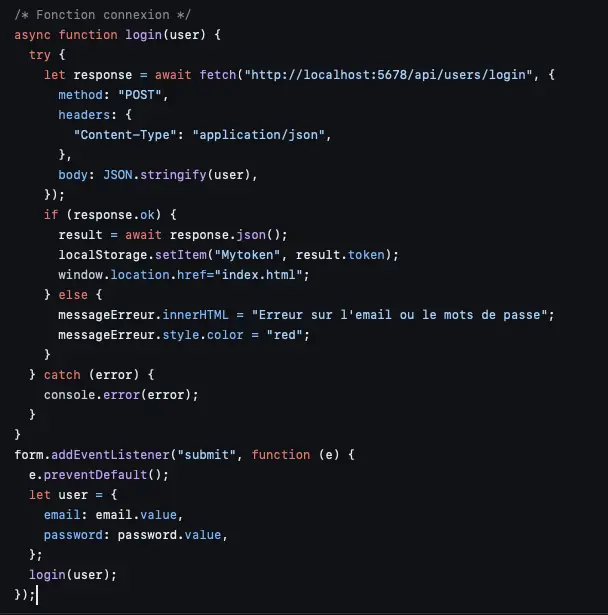 /* Fonction connexion */
async function login(user) {
  try {
    let response = await fetch("http://localhost:5678/api/users/login", {
      method: "POST",
      headers: {
        "Content-Type": "application/json",
      },
      body: JSON.stringify(user),
    });
    if (response.ok) {
      result = await response.json();
      localStorage.setItem("Mytoken", result.token);
      window.location.href="index.html";
    } else {
      messageErreur.innerHTML = "Erreur sur l'email ou le mots de passe";
      messageErreur.style.color = "red";
    }
  } catch (error) {
    console.error(error);
  }
}
form.addEventListener("submit", function (e) {
  e.preventDefault();
  let user = {
    email: email.value,
    password: password.value,
  };
  login(user);
});